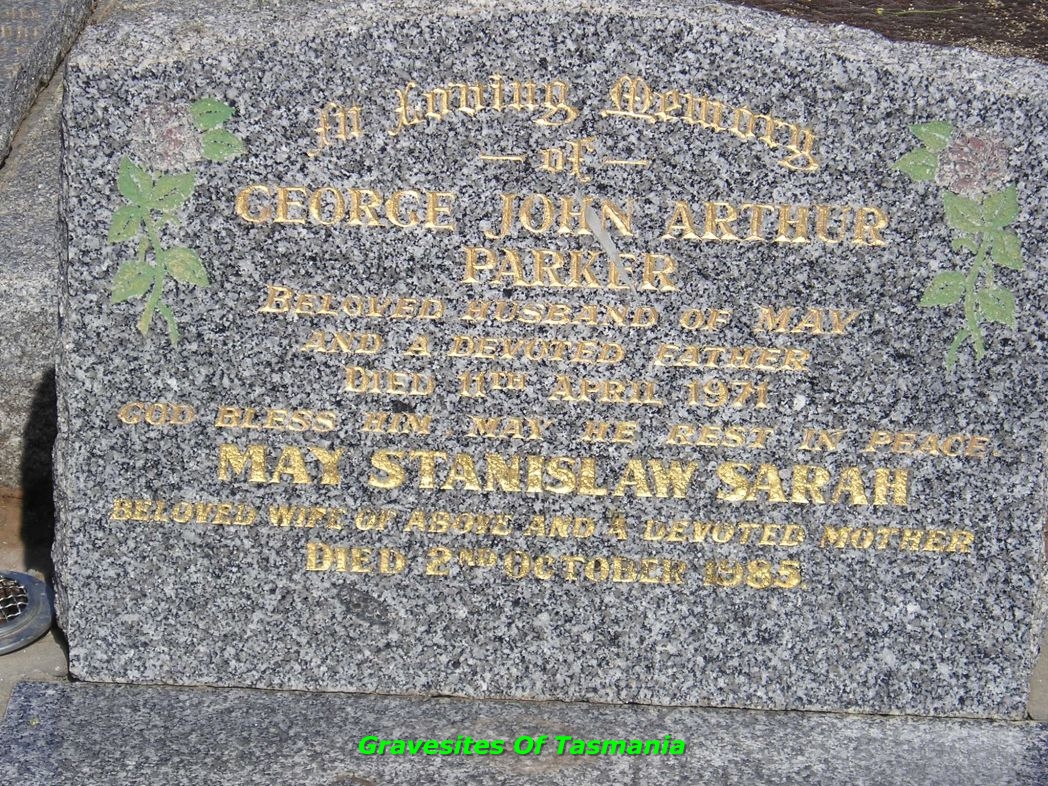 In Loving Memory
— of —
GEORGE JOHN ARTHUR
PARKER
BELOVED HUSBAND OF MAY
AND A DEVOTED FATHER
DIED 11TH APRIL 1971
GOD BLESS HIM, MAY HE REST IN PEACE.
MAY STANISLAW SARAH
BELOVED WIFE OF ABOVE AND A DEVOTED MOTHER
DIED 2ND OCTOBER 1985
Gravesites Of Tasmania